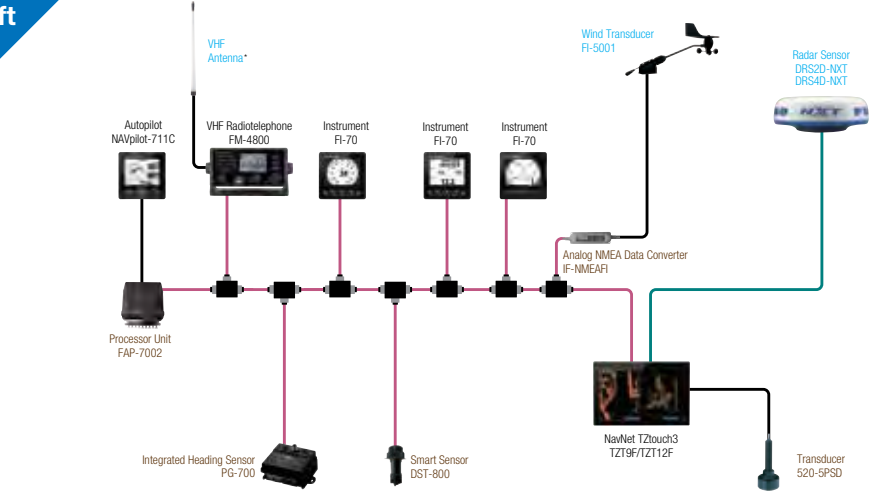 ft
VHF
Antenna*
Wind Transducer
FI-5001
Radar Sensor
DRS2D-NXT
DRS4D-NXT
NXT
Autopilot
NAVpilot-711C
VHF Radiotelephone
FM-4800
Instrument
FI-70
Instrument
FI-70
Instrument
FI-70
Analog NMEA Data Converter
IF-NMEAFI
Processor Unit
FAP-7002
Integrated Heading Sensor
PG-700
Smart Sensor
DST-800
NavNet TZtouch3
TZT9F/TZT12F
Transducer
520-5PSD